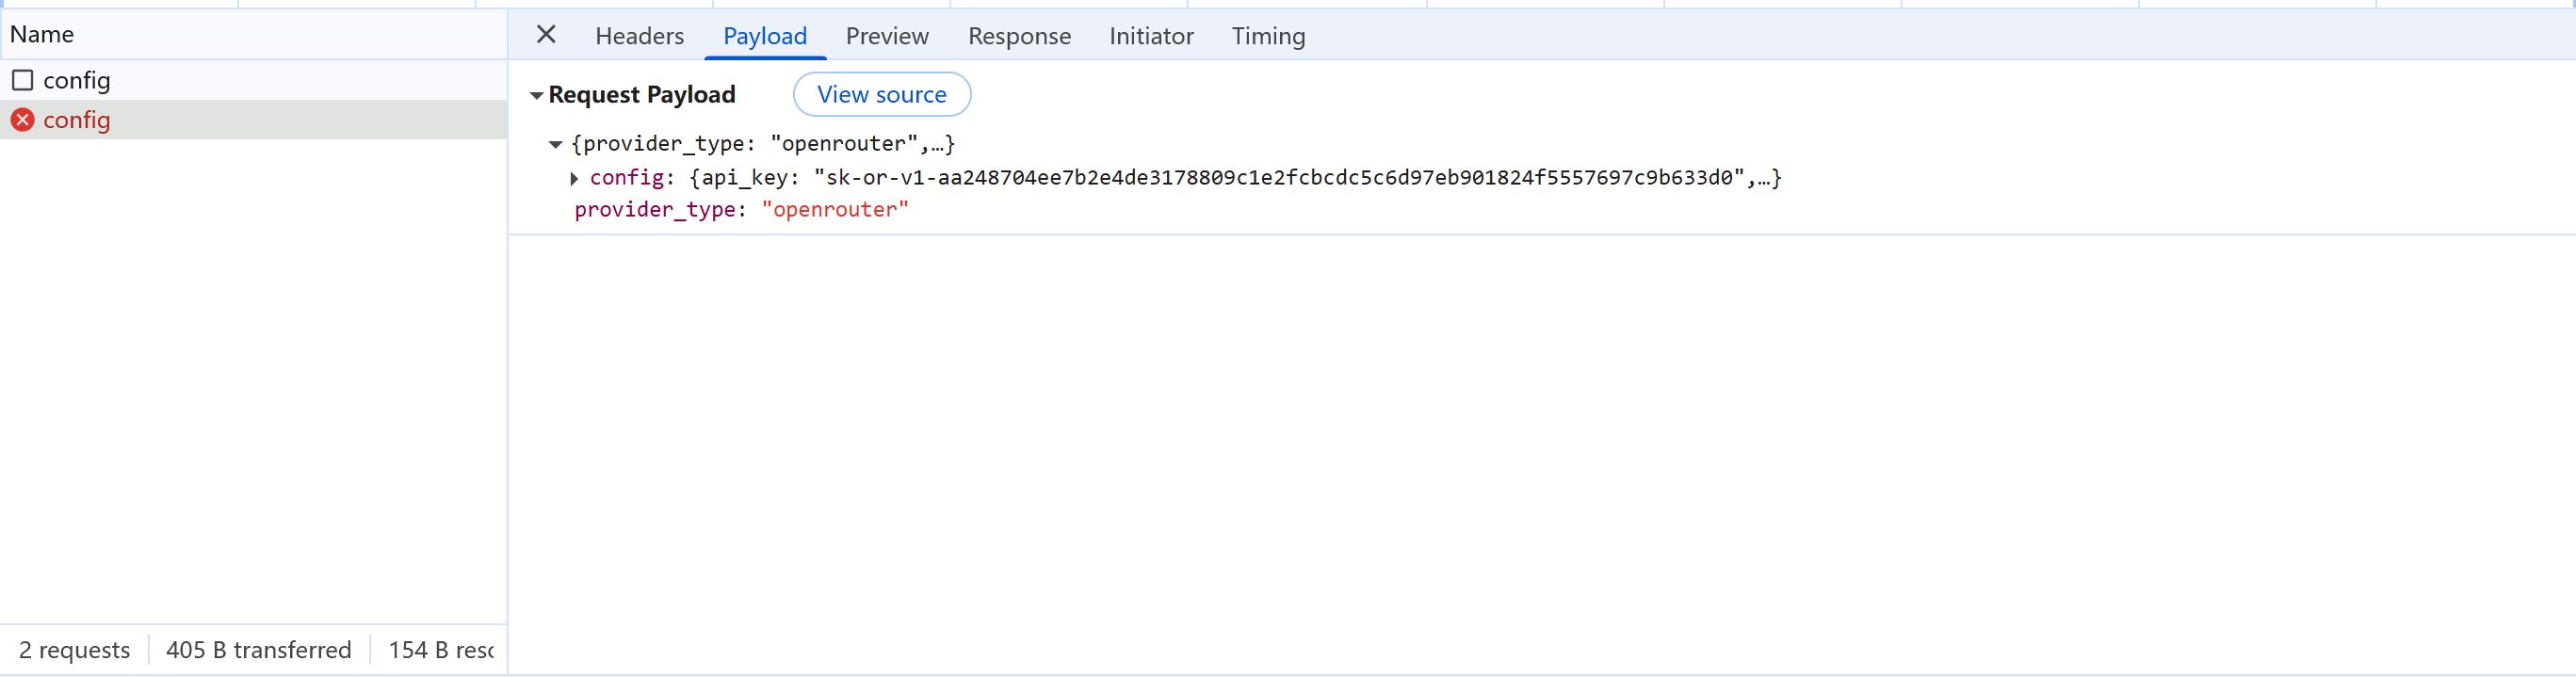 Name
config
config
2 requests
405 B transferred
154 B resc
Headers
Payload
Preview
Response
Initiator
Timing
Request Payload
View source
{provider_type: "openrouter",…}
config: {api_key: "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",…}
provider_type: "openrouter"